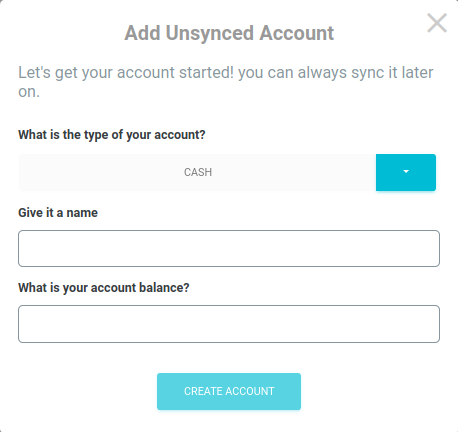 Add Unsynced Account
Let's get your account started! you can always sync it later
on.
What is the type of your account?
CASH
Give it a name
What is your account balance?
CREATE ACCOUNT